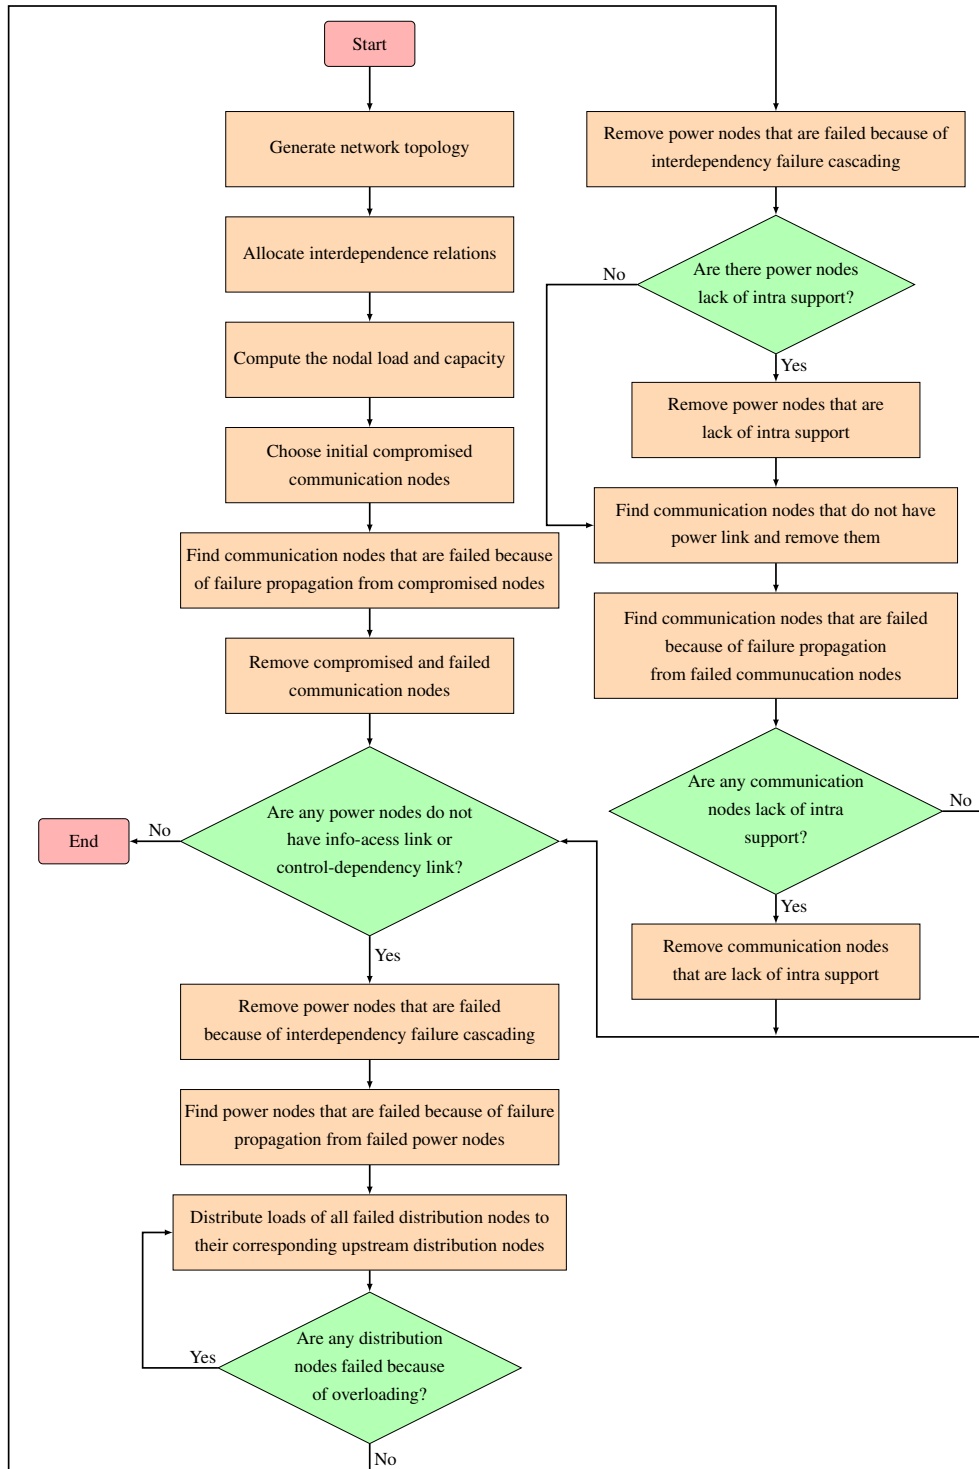 Start
Generate network topology
Allocate interdependence relations
Compute the nodal load and capacity
Choose initial compromised
communication nodes
Find communication nodes that are failed because
of failure propagation from compromised nodes
Remove compromised and failed
communication nodes
Are any power nodes do not
have info-acess link or
control-dependency link?
No
End
Yes
Remove power nodes that are failed
because of interdependency failure cascading
Find power nodes that are failed because of failure
propagation from failed power nodes
Distribute loads of all failed distribution nodes to
their corresponding upstream distribution nodes
Are any distribution
nodes failed because
of overloading?
Yes
No
Remove power nodes that are failed because of
interdependency failure cascading
Are there power nodes
lack of intra support?
No
Yes
Remove power nodes that are
lack of intra support
Find communication nodes that do not have
power link and remove them
Find communication nodes that are failed
because of failure propagation
from failed communucation nodes
Are any communication
nodes lack of intra
support?
No
Yes
Remove communication nodes
that are lack of intra support